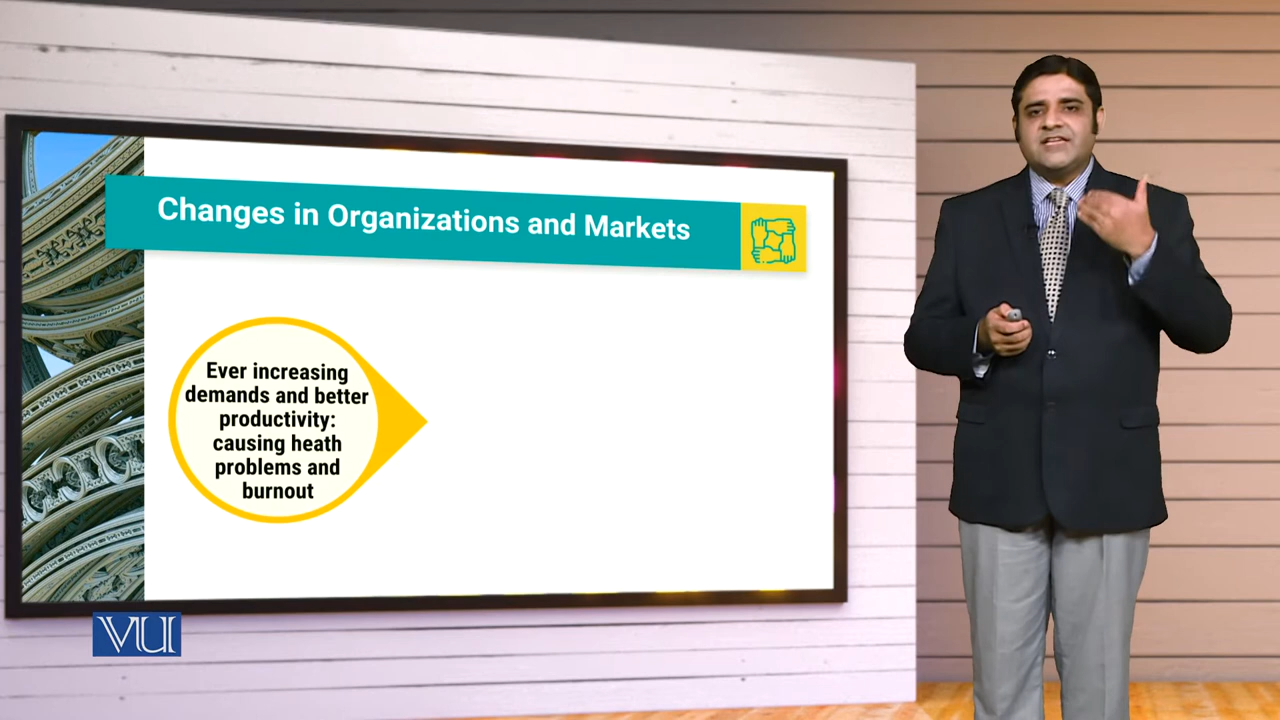 Changes in Organizations and Markets
Ever increasing
demands and better
productivity:
causing heath
problems and
burnout
VU